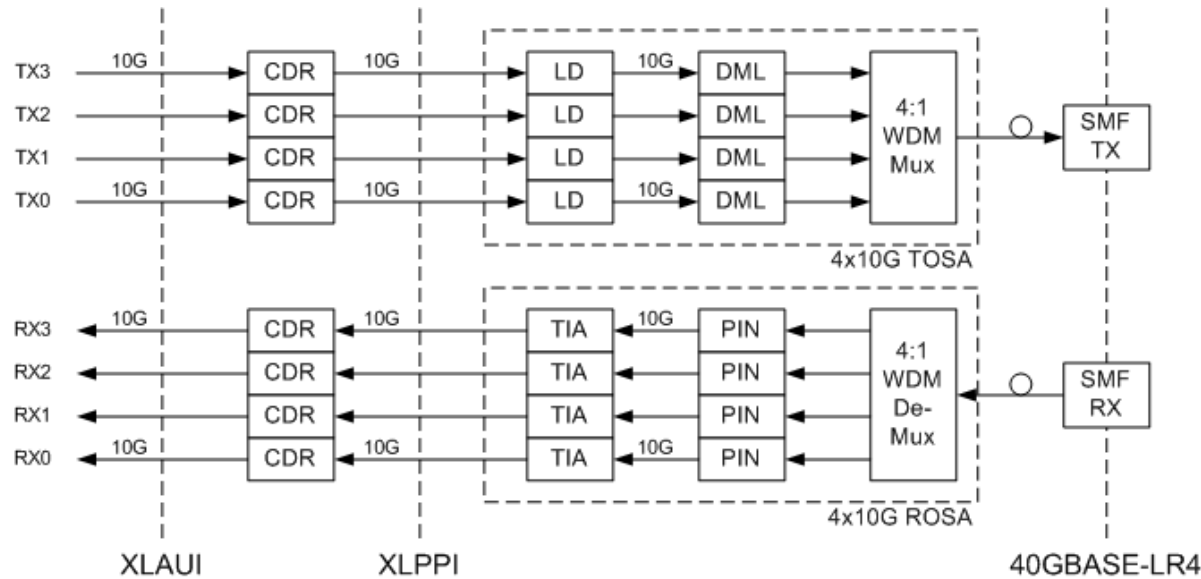 TX3 10G CDR 10G LD 10G DML
TX2 CDR LD DML
TX1 CDR LD DML
TX0 10G CDR 10G LD 10G DML
4:1
WDM
Mux
SMF
TX
4x10G TOSA
RX3 10G CDR 10G TIA 10G PIN
RX2 CDR TIA PIN
RX1 CDR TIA PIN
RX0 10G CDR 10G TIA 10G PIN
4:1
WDM
De-
Mux
SMF
RX
4x10G ROSA
XLAUI XLPPI 40GBASE-LR4